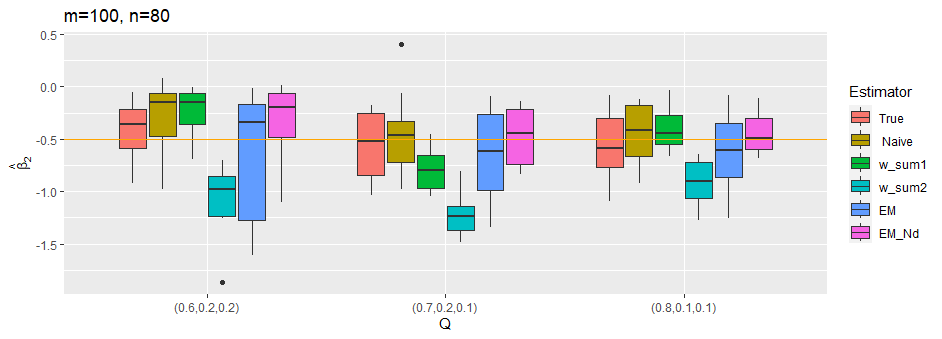 m=100, n=80
0.5
0.0
-0.5
-1.0
-1.5
β̂₂
(0.6,0.2,0.2)
(0.7,0.2,0.1)
(0.8,0.1,0.1)
Q
Estimator
True
Naive
w_sum1
w_sum2
EM
EM_Nd